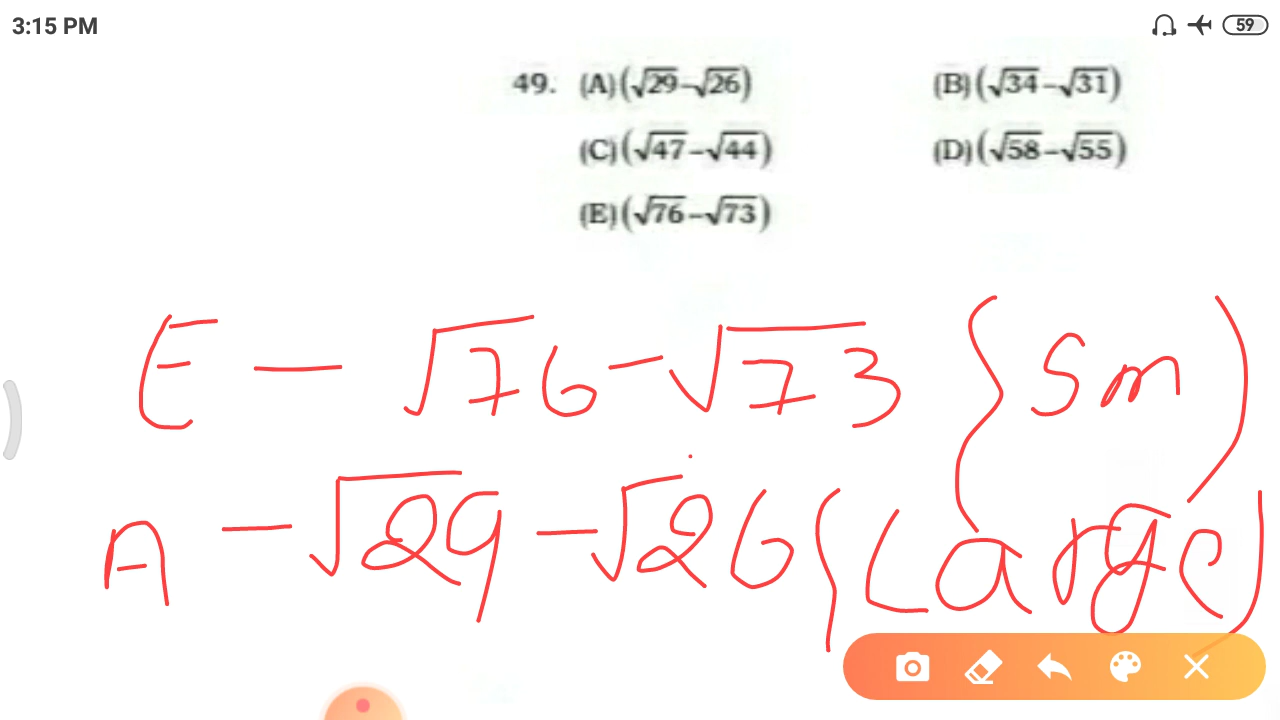 3:15 PM 59
49. (A) (√29-√26) (B) (√34-√31)
(C) (√47-√44) (D) (√58-√55)
(E) (√76-√73)
E - √76-√73 {Sm)
A - √29-√26 {Large)